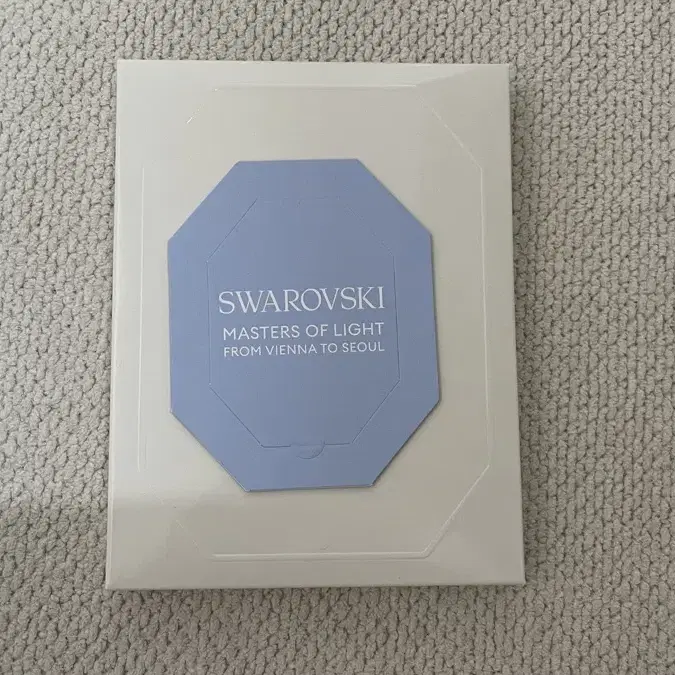 SWAROVSKI
MASTERS OF LIGHT
FROM VIENNA TO SEOUL